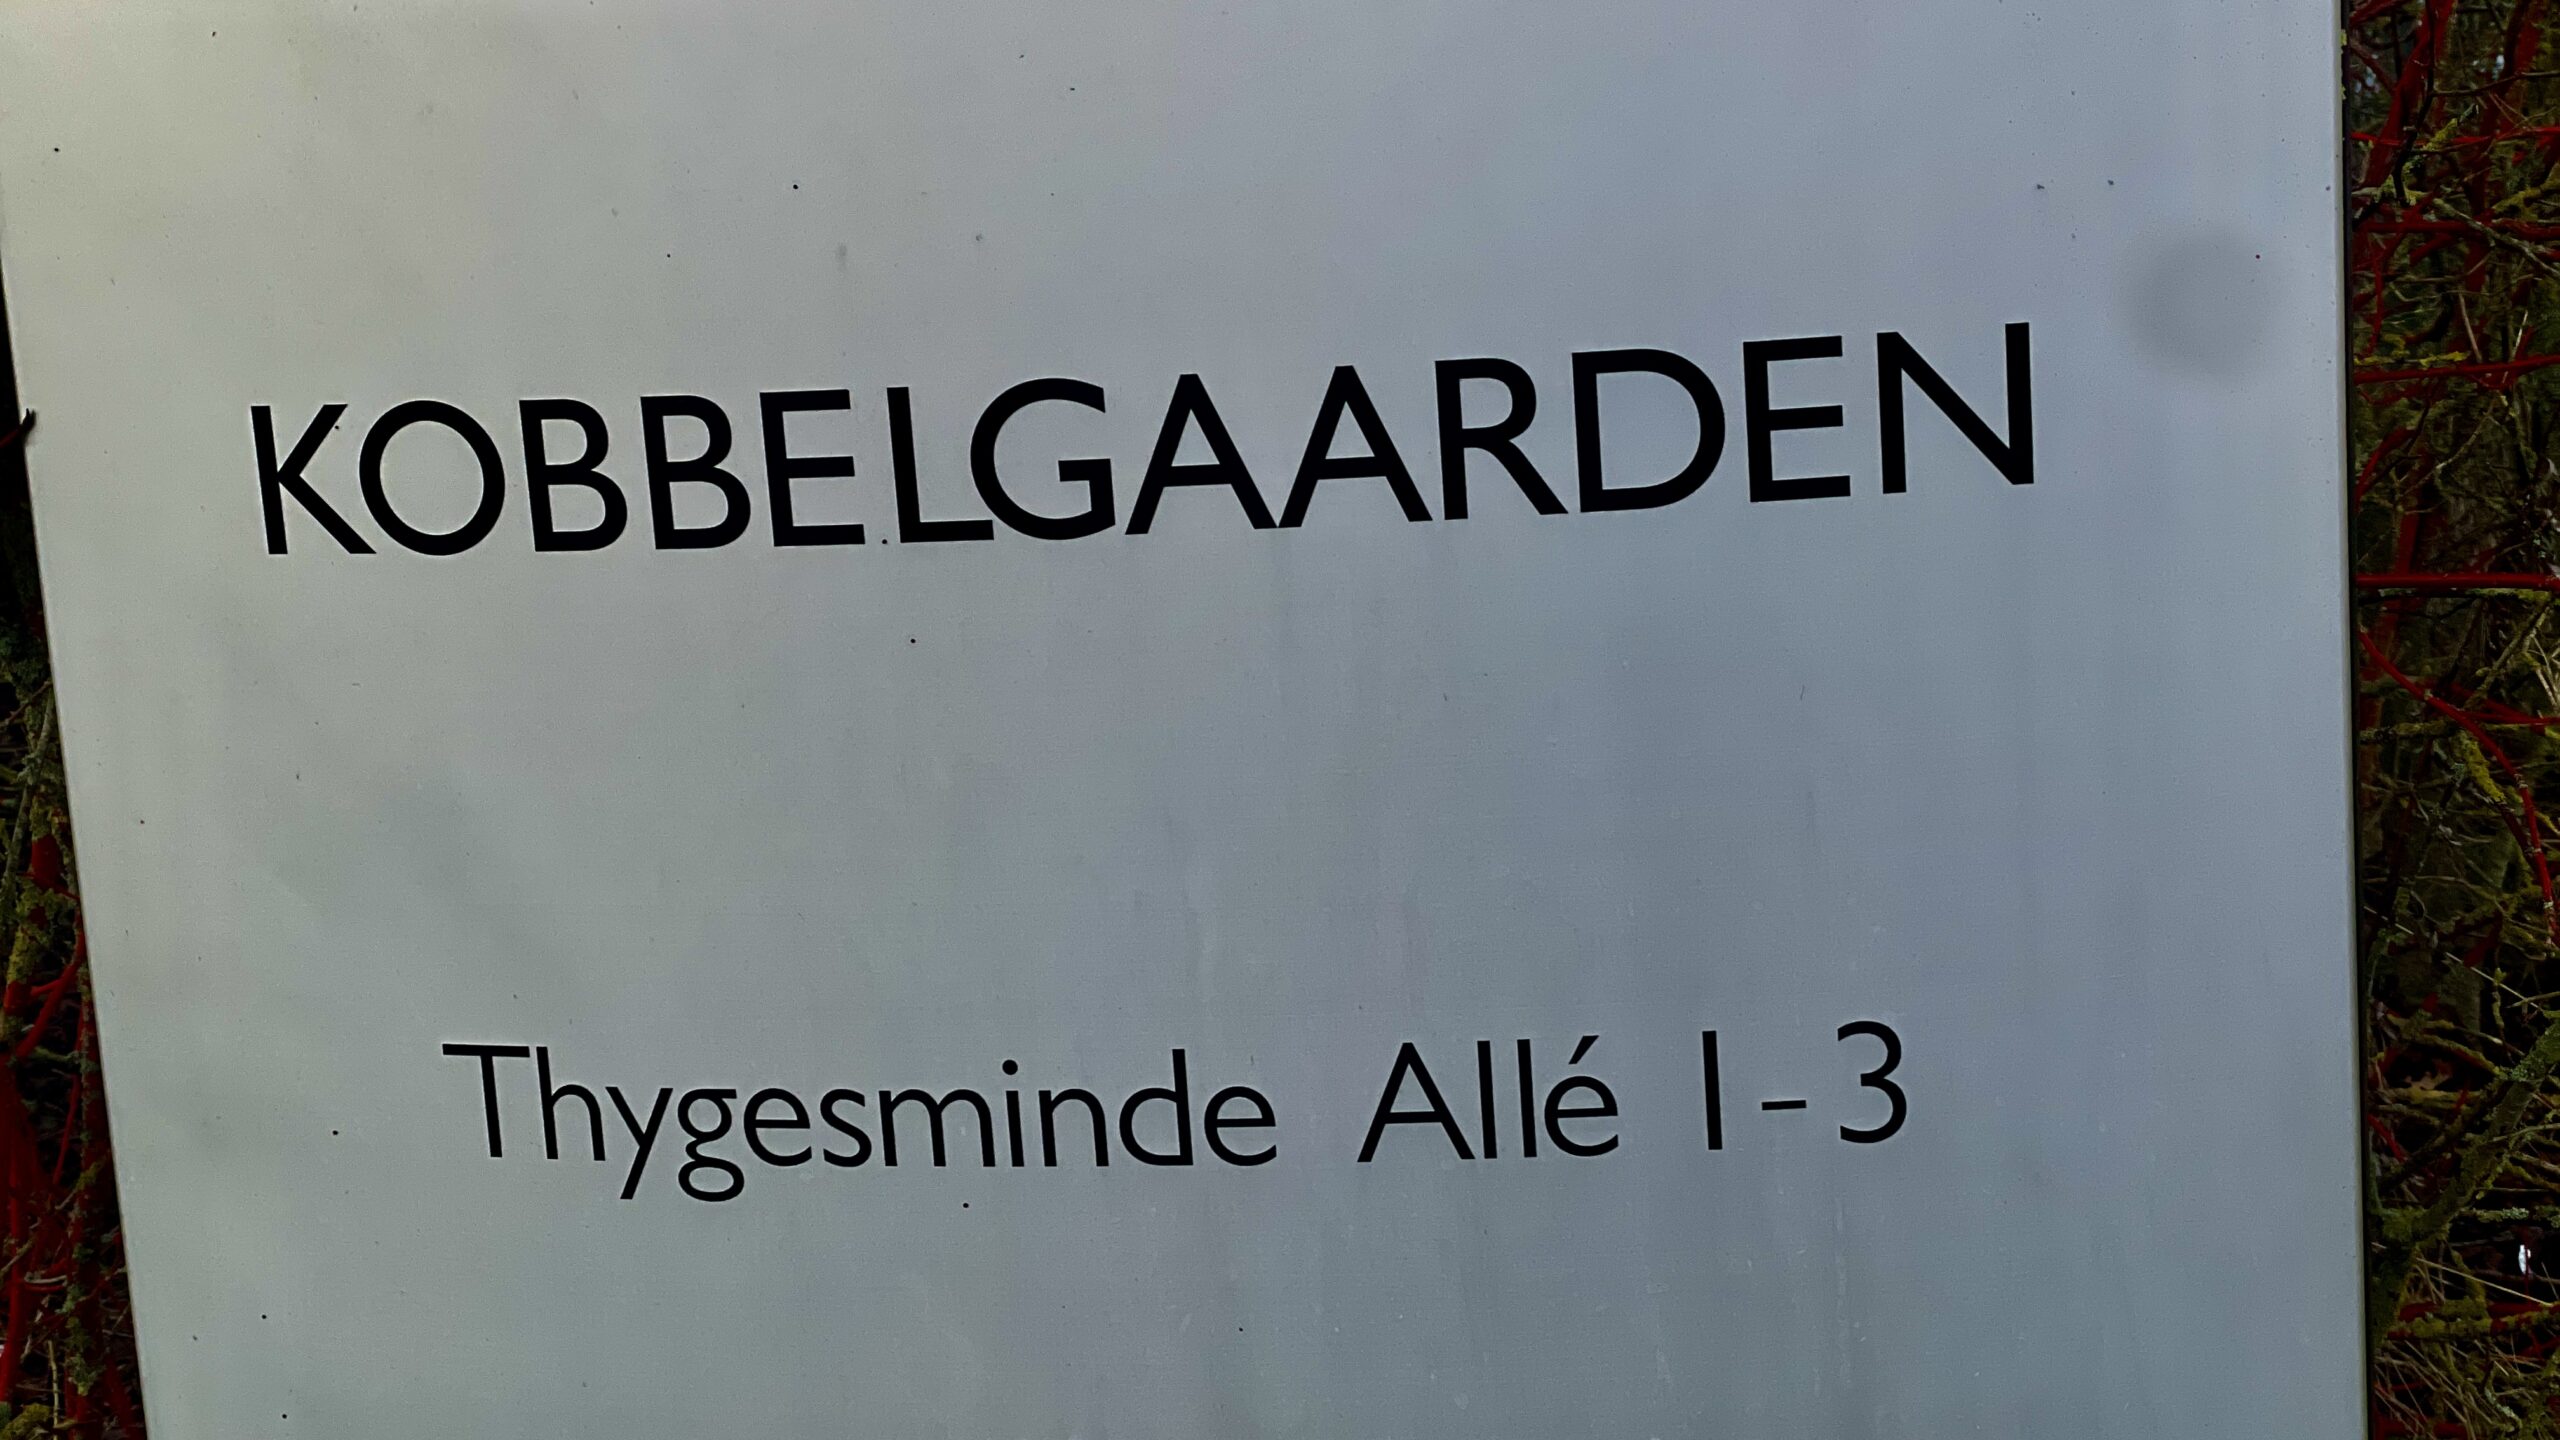 KOBBELGAARDEN
Thygesminde Allé 1-3